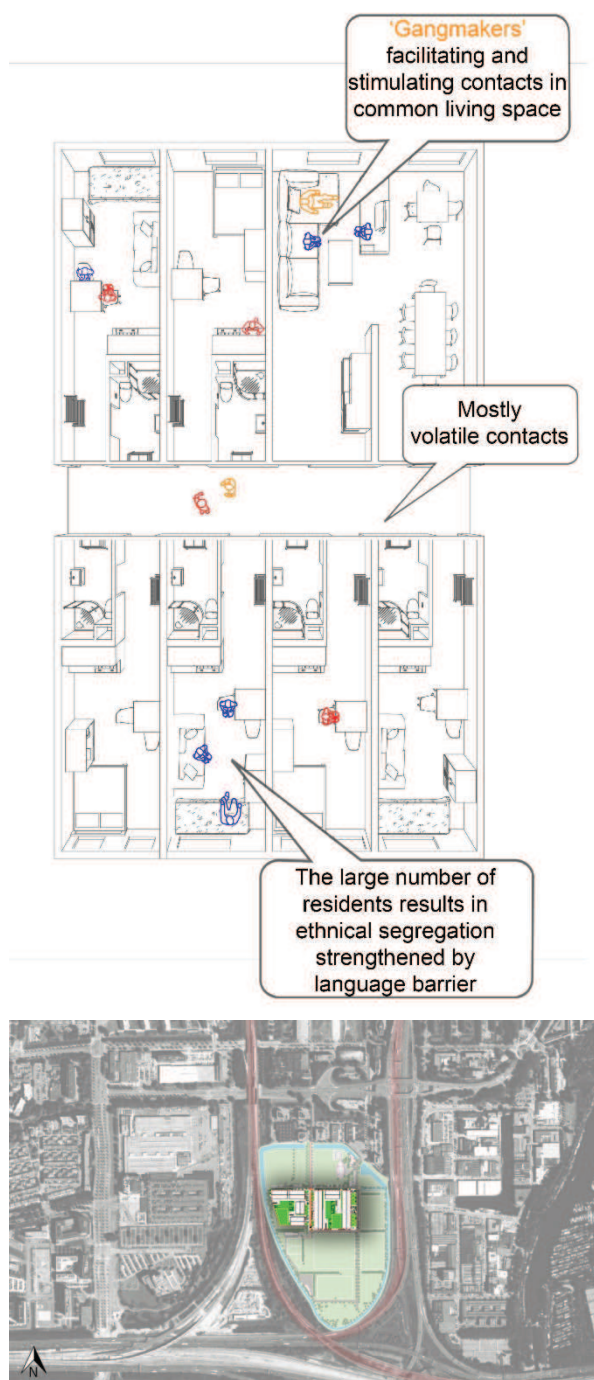 'Gangmakers'
facilitating and
stimulating contacts in
common living space
Mostly
volatile contacts
The large number of
residents results in
ethnical segregation
strengthened by
language barrier
N